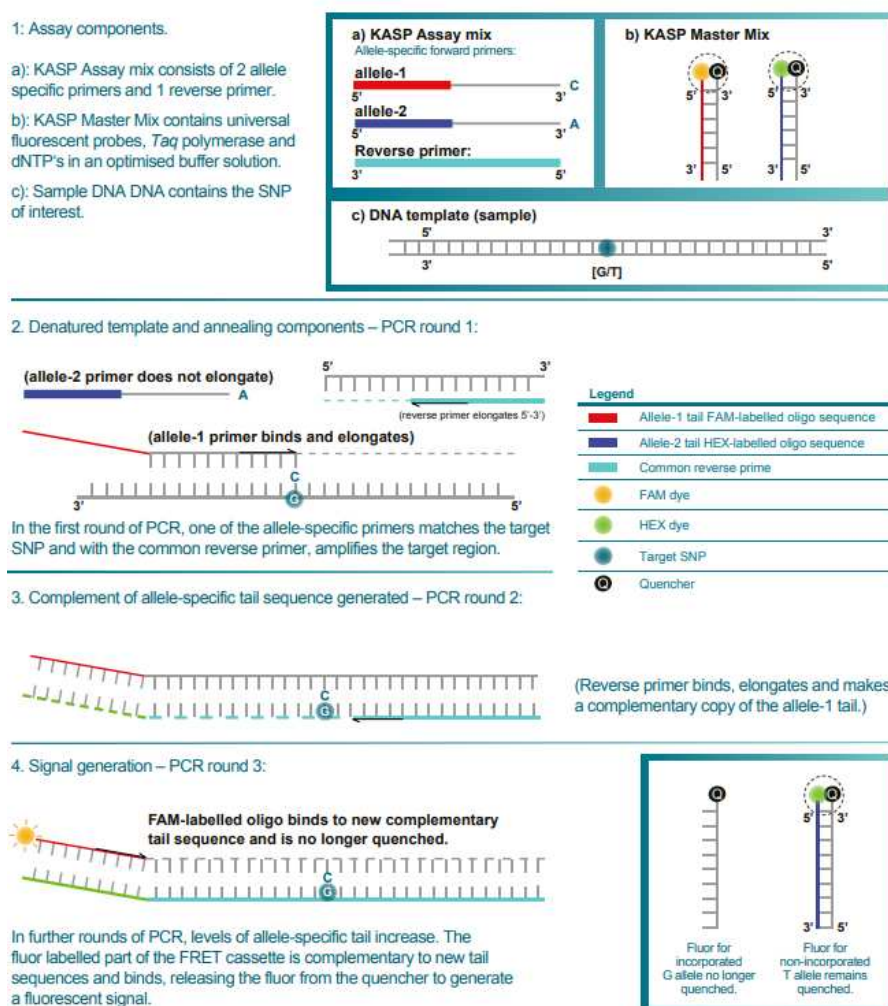 1: Assay components.
a): KASP Assay mix consists of 2 allele
specific primers and 1 reverse primer.
b): KASP Master Mix contains universal
fluorescent probes, Taq polymerase and
dNTP's in an optimised buffer solution.
c): Sample DNA DNA contains the SNP
of interest.
a) KASP Assay mix
Allele-specific forward primers:
allele-1
C
5' 3'
allele-2
A
5' 3'
Reverse primer:
3' 5'
b) KASP Master Mix
Q Q
5' 3' 5' 3'
3' 5' 3' 5'
c) DNA template (sample)
5' 3'
3' 5'
[G/T]
2. Denatured template and annealing components – PCR round 1:
(allele-2 primer does not elongate)
A
5' 3'
(reverse primer elongates 5'-3')
(allele-1 primer binds and elongates)
C
G
3' 5'
In the first round of PCR, one of the allele-specific primers matches the target
SNP and with the common reverse primer, amplifies the target region.
Legend
Allele-1 tail FAM-labelled oligo sequence
Allele-2 tail HEX-labelled oligo sequence
Common reverse prime
FAM dye
HEX dye
Target SNP
Q Quencher
3. Complement of allele-specific tail sequence generated – PCR round 2:
C
G
(Reverse primer binds, elongates and makes
a complementary copy of the allele-1 tail.)
4. Signal generation – PCR round 3:
FAM-labelled oligo binds to new complementary
tail sequence and is no longer quenched.
C
G
In further rounds of PCR, levels of allele-specific tail increase. The
fluor labelled part of the FRET cassette is complementary to new tail
sequences and binds, releasing the fluor from the quencher to generate
a fluorescent signal.
Q
Fluor for
incorporated
G allele no longer
quenched.
Q
5' 3'
3' 5'
Fluor for
non-incorporated
T allele remains
quenched.